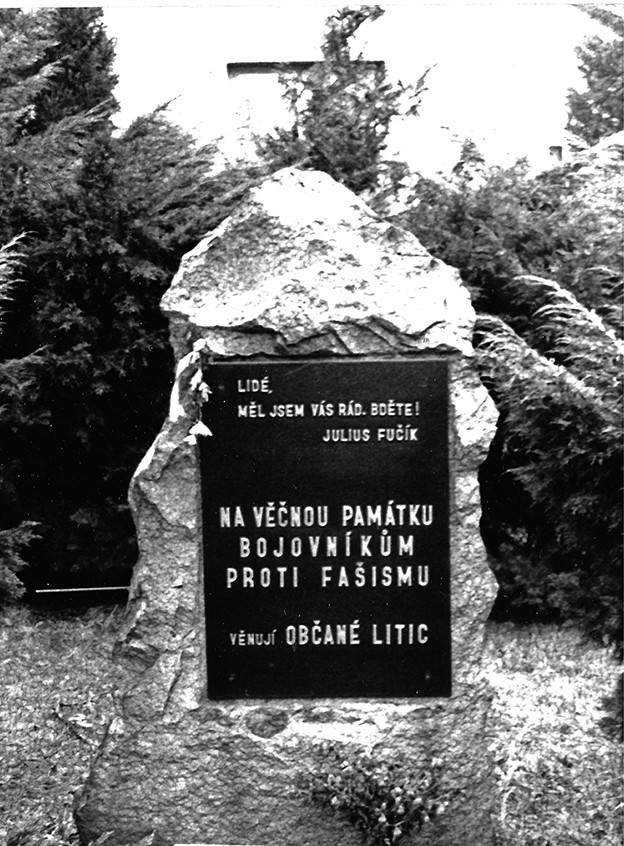 LIDÉ,
MĚL JSEM VÁS RÁD. BDĚTE!
JULIUS FUČÍK
NA VĚČNOU PAMÁTKU
BOJOVNÍKŮM
PROTI FAŠISMU
VĚNUJÍ OBČANÉ LITIC